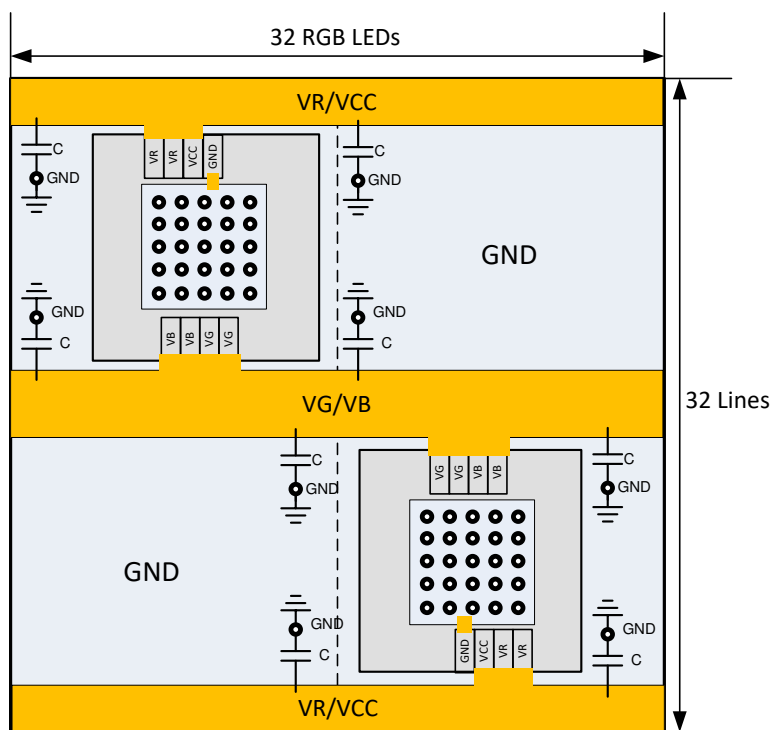 32 RGB LEDs
VR/VCC
C
GND
VR
VR
VCC
GND
C
GND
GND
GND
C
VB
VB
VG
VG
GND
C
VG/VB
32 Lines
C
GND
VG
VG
VB
VB
C
GND
GND
GND
C
GND
VCC
VR
VR
GND
C
VR/VCC